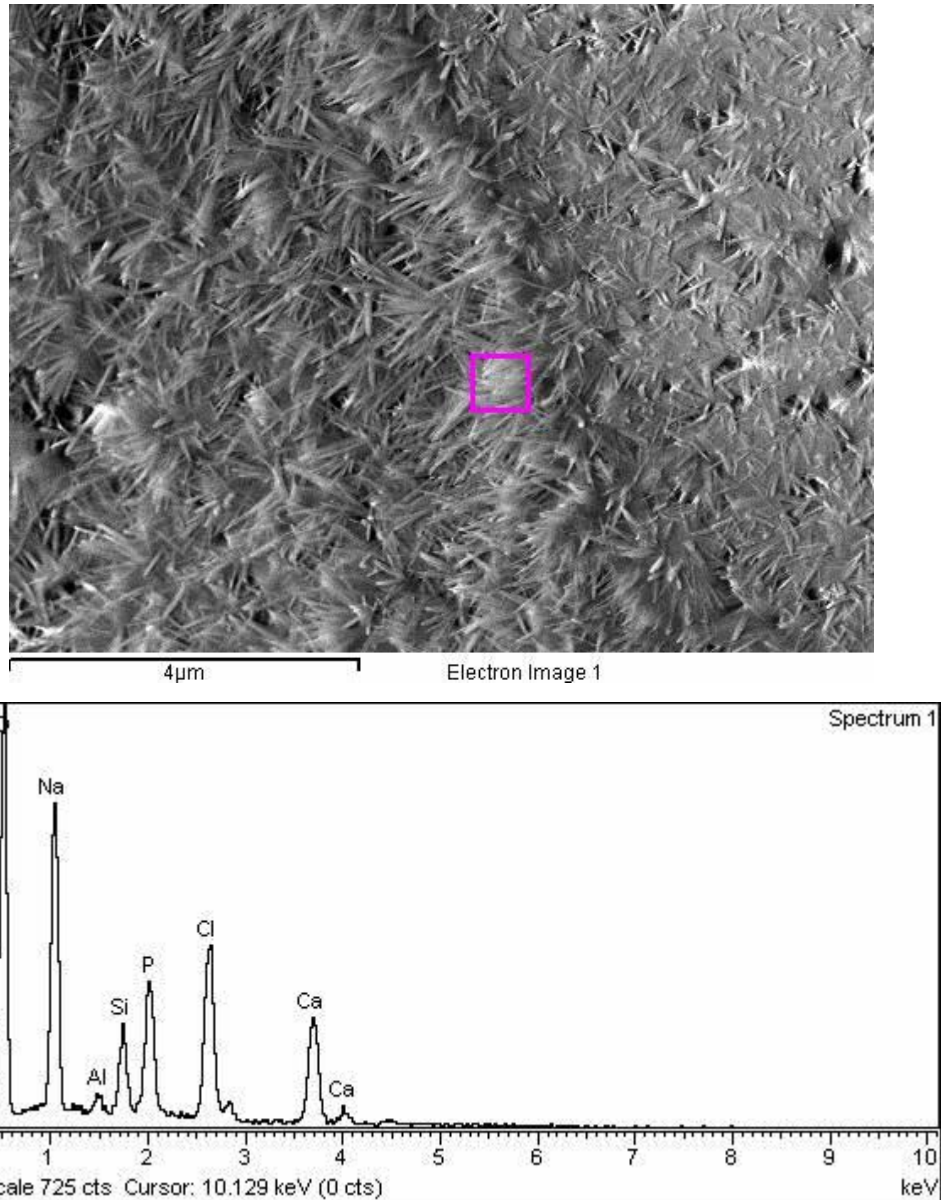 4µm Electron Image 1
Spectrum 1
Na
Cl
P
Si
Ca
Al
Ca
1 2 3 4 5 6 7 8 9 10
cale 725 cts Cursor: 10.129 keV (0 cts) keV